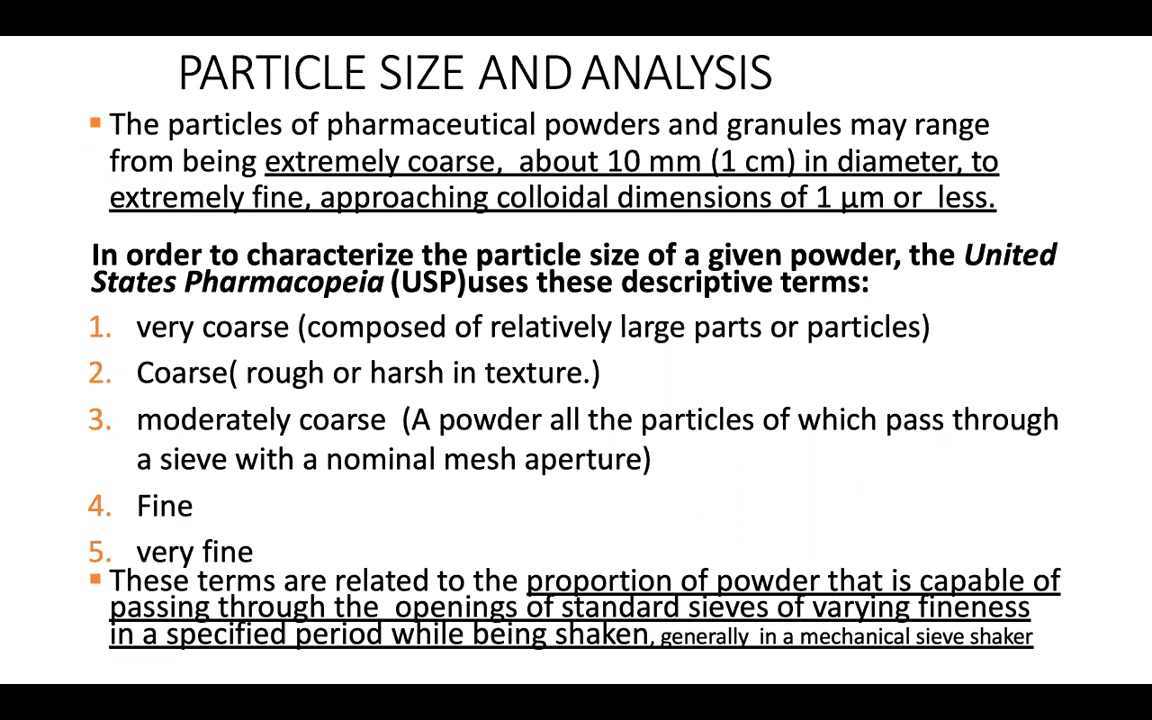 PARTICLE SIZE AND ANALYSIS
▪ The particles of pharmaceutical powders and granules may range
from being extremely coarse, about 10 mm (1 cm) in diameter, to
extremely fine, approaching colloidal dimensions of 1 μm or less.
In order to characterize the particle size of a given powder, the United
States Pharmacopeia (USP)uses these descriptive terms:
1. very coarse (composed of relatively large parts or particles)
2. Coarse( rough or harsh in texture.)
3. moderately coarse (A powder all the particles of which pass through
a sieve with a nominal mesh aperture)
4. Fine
5. very fine
▪ These terms are related to the proportion of powder that is capable of
passing through the openings of standard sieves of varying fineness
in a specified period while being shaken, generally in a mechanical sieve shaker